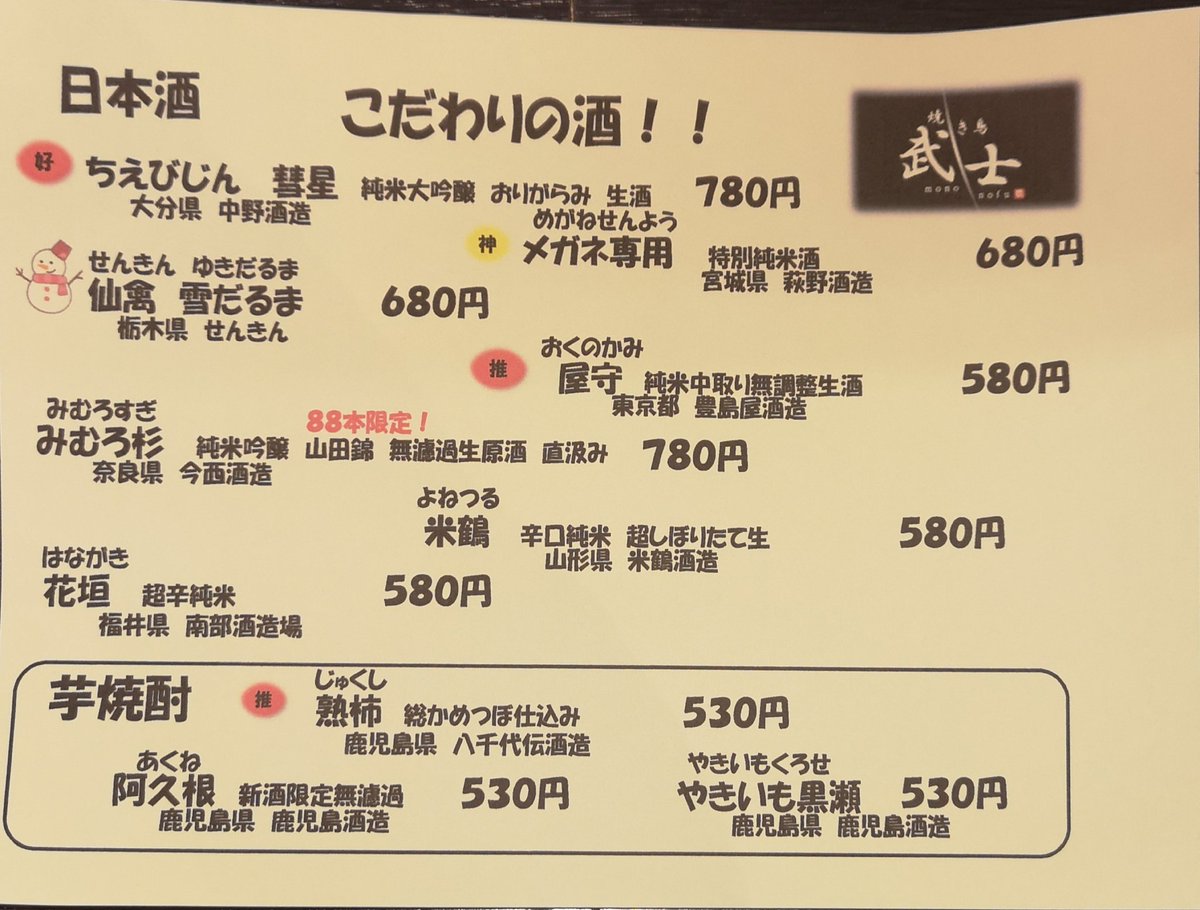 日本酒
こだわりの酒！！
焼き鳥
武士
mono nofu
好
ちえびじん 彗星 純米大吟醸 おりがらみ 生酒 780円
大分県 中野酒造
めがねせんよう
神 メガネ専用 特別純米酒 680円
宮城県 萩野酒造
せんきん ゆきだるま
仙禽 雪だるま 680円
栃木県 せんきん
おくのかみ
推 屋守 純米中取り無調整生酒 580円
東京都 豊島屋酒造
みむろすぎ
88本限定！
みむろ杉 純米吟醸 山田錦 無濾過生原酒 直汲み 780円
奈良県 今西酒造
よねつる
米鶴 辛口純米 超しぼりたて生 580円
山形県 米鶴酒造
はながき
花垣 超辛純米 580円
福井県 南部酒造場
芋焼酎
じゅくし
推 熟柿 総かめつぼ仕込み 530円
鹿児島県 八千代伝酒造
あくね
阿久根 新酒限定無濾過 530円
鹿児島県 鹿児島酒造
やきいもくろせ
やきいも黒瀬 530円
鹿児島県 鹿児島酒造